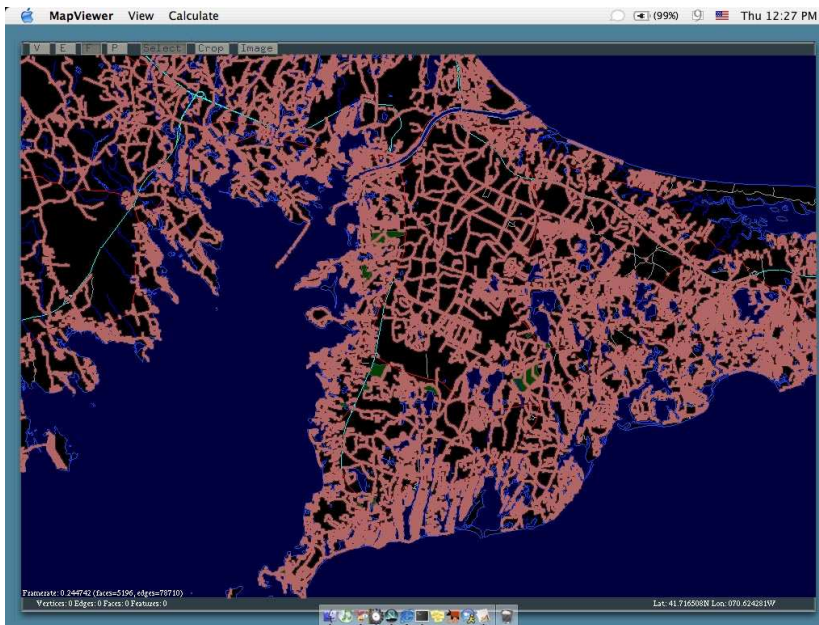 MapViewer View Calculate (99%) Thu 12:27 PM
V E F P Select Crop Image
Framerate: 0.244742 (faces=5196, edges=78710)
Vertices: 0 Edges: 0 Faces: 0 Features: 0 Lat: 41.716508N Lon: 070.624281W